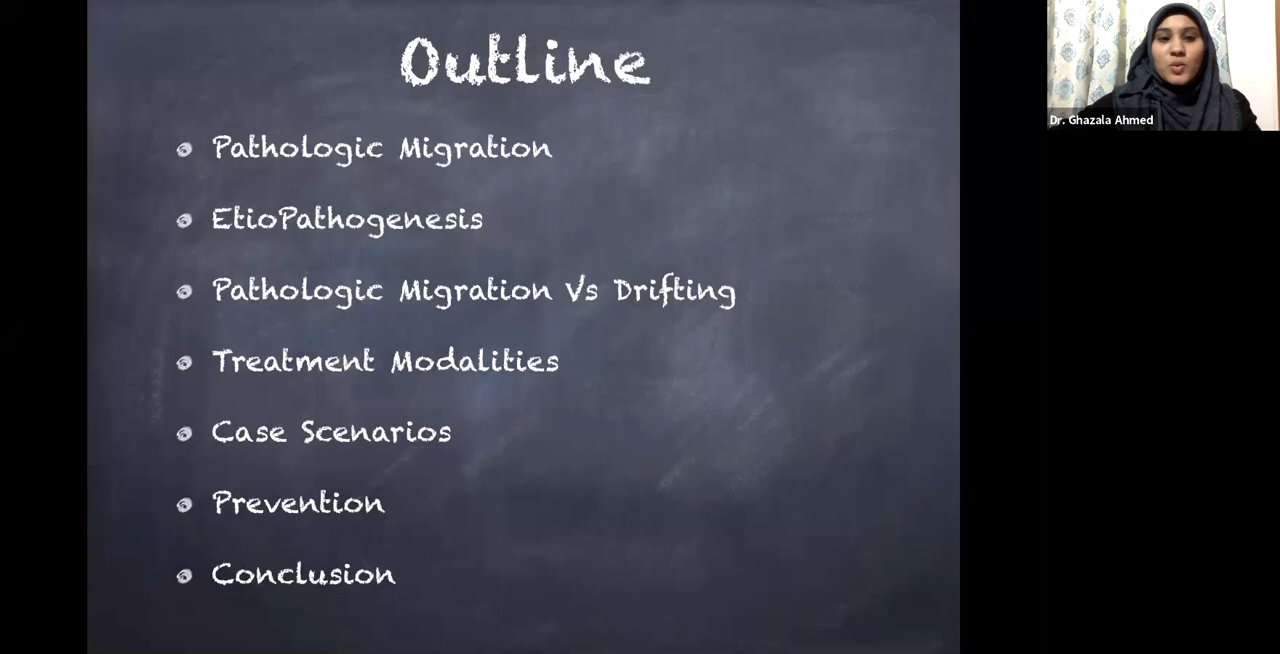 Outline
Pathologic Migration
EtioPathogenesis
Pathologic Migration Vs Drifting
Treatment Modalities
Case Scenarios
Prevention
Conclusion
Dr. Ghazala Ahmed